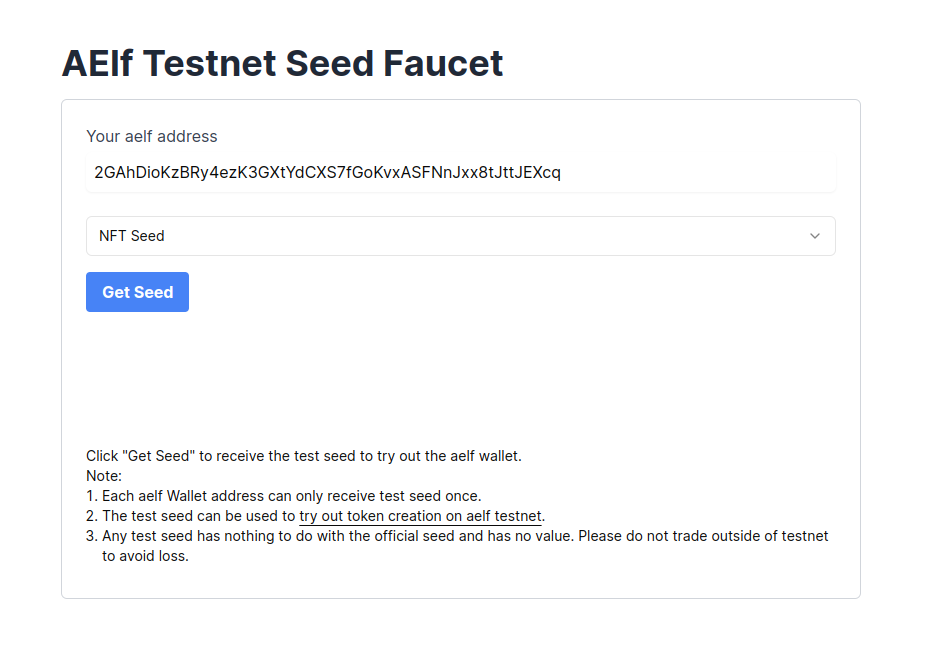 AElf Testnet Seed Faucet
Your aelf address
2GAhDioKzBRy4ezK3GXtYdCXS7fGoKvxASFNnJxx8tJttJEXcq
NFT Seed
Get Seed
Click "Get Seed" to receive the test seed to try out the aelf wallet.
Note:
1. Each aelf Wallet address can only receive test seed once.
2. The test seed can be used to try out token creation on aelf testnet.
3. Any test seed has nothing to do with the official seed and has no value. Please do not trade outside of testnet
to avoid loss.